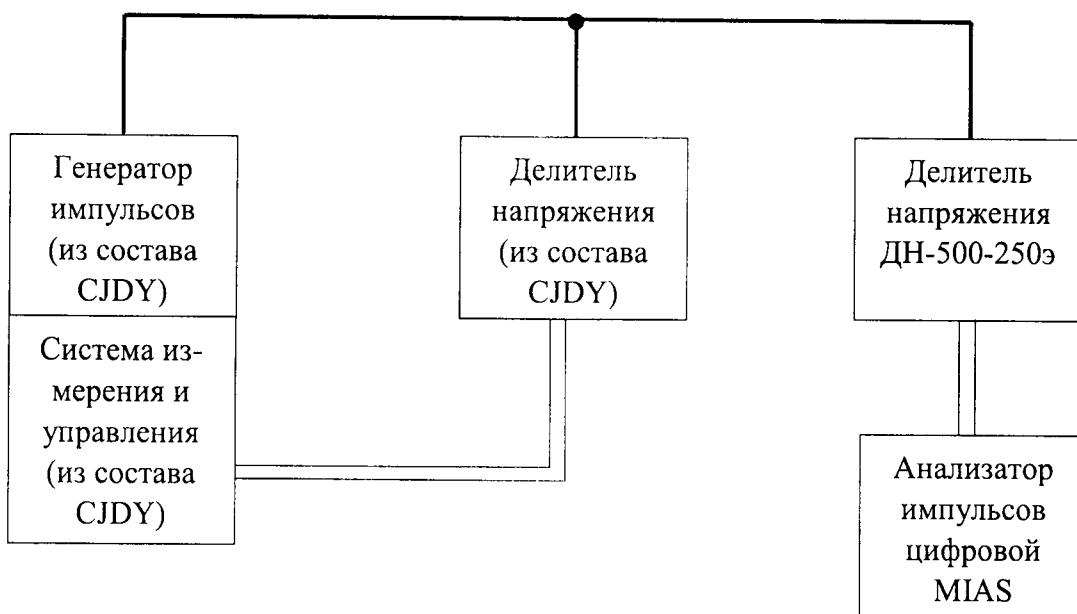 Генератор
импульсов
(из состава
CJDY)
Система из-
мерения и
управления
(из состава
CJDY)
Делитель
напряжения
(из состава
CJDY)
Делитель
напряжения
ДН-500-250э
Анализатор
импульсов
цифровой
MIAS